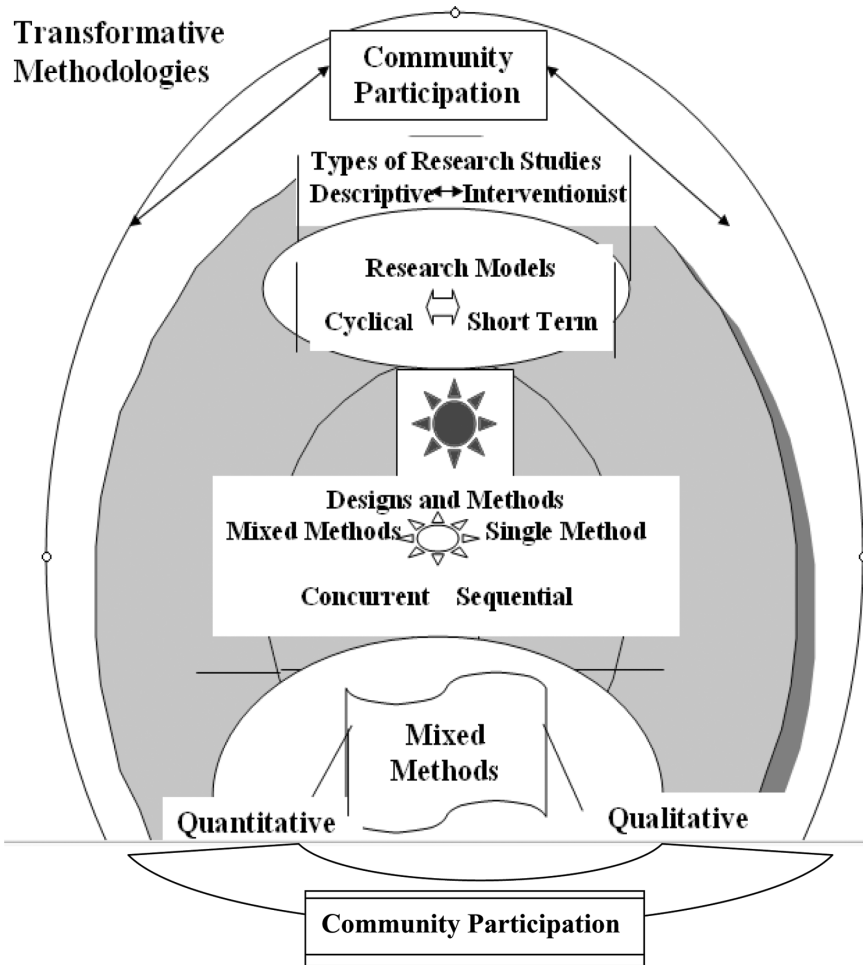 Transformative
Methodologies
Community
Participation
Types of Research Studies
Descriptive Interventionist
Research Models
Cyclical Short Term
Designs and Methods
Mixed Methods Single Method
Concurrent Sequential
Mixed
Methods
Quantitative Qualitative
Community Participation